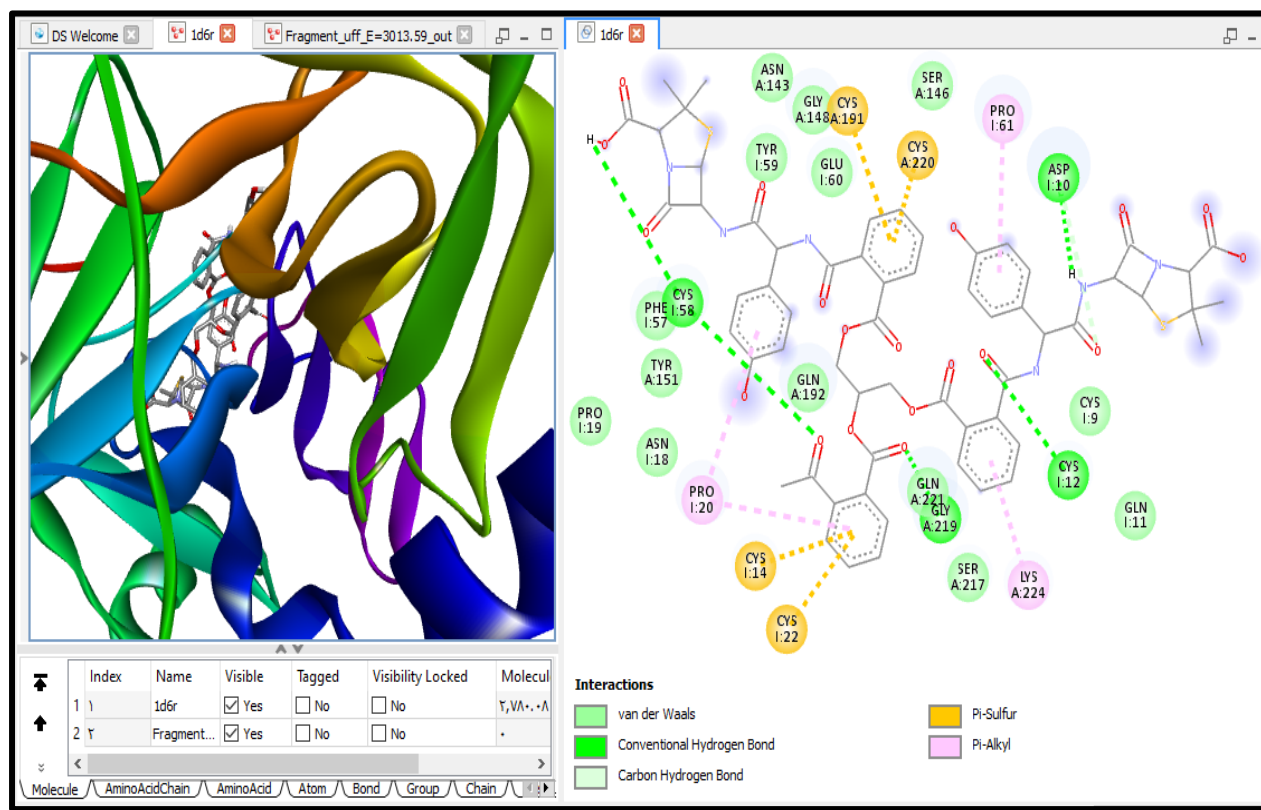 DS Welcome
1d6r
Fragment_uff_E=3013.59_out
1d6r
ASN
A:143
GLY
A:148
CYS
A:191
SER
A:146
PRO
I:61
TYR
I:59
GLU
I:60
CYS
A:220
ASP
I:10
PHE
I:57
CYS
I:58
TYR
A:151
GLN
A:192
PRO
I:19
ASN
I:18
CYS
I:9
PRO
I:20
GLN
A:221
GLY
A:219
CYS
I:12
GLN
I:11
CYS
I:14
SER
A:217
LYS
A:224
CYS
I:22
H
O
O
S
N
O
N
O
N
O
O
O
O
O
O
O
O
O
O
O
N
O
O
N
H
O
N
S
O
O
Index Name Visible Tagged Visibility Locked Molecul
1 ١ 1d6r Yes No No ٢,٧٨٠.٠٨
2 ٢ Fragment... Yes No No ٠
Molecule AminoAcidChain AminoAcid Atom Bond Group Chain
Interactions
van der Waals
Conventional Hydrogen Bond
Carbon Hydrogen Bond
Pi-Sulfur
Pi-Alkyl